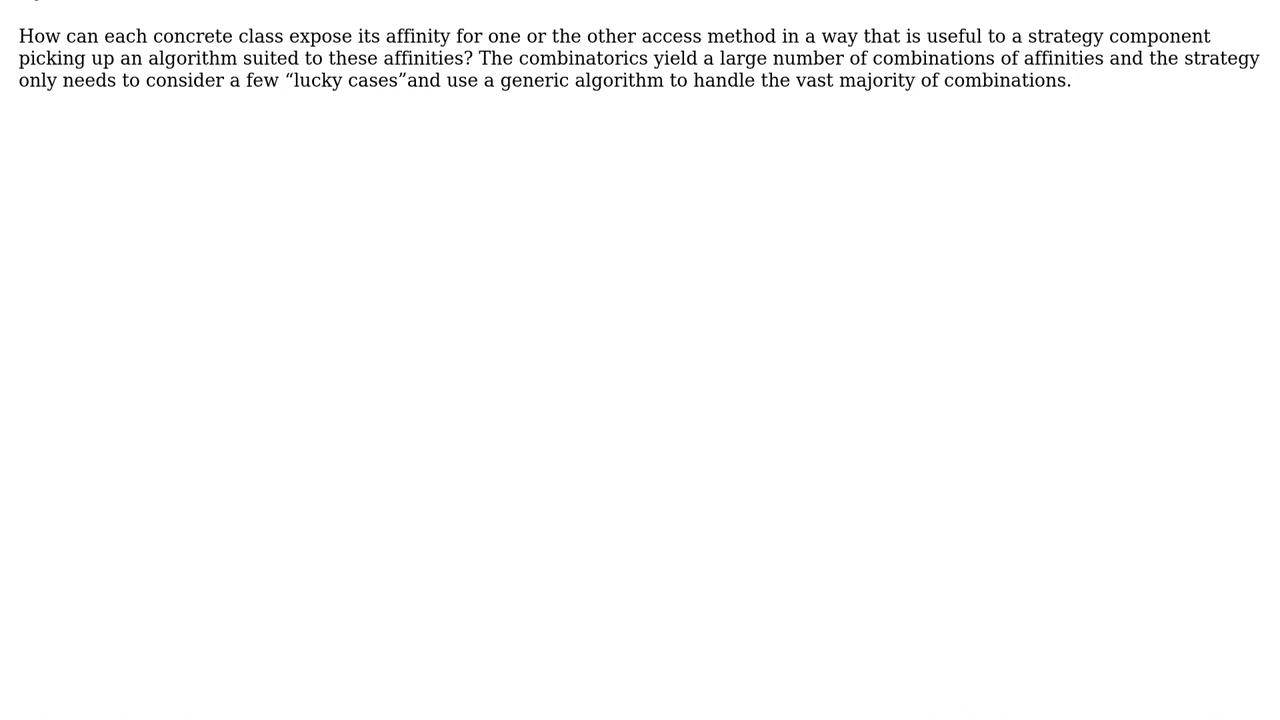 How can each concrete class expose its affinity for one or the other access method in a way that is useful to a strategy component
picking up an algorithm suited to these affinities? The combinatorics yield a large number of combinations of affinities and the strategy
only needs to consider a few “lucky cases”and use a generic algorithm to handle the vast majority of combinations.